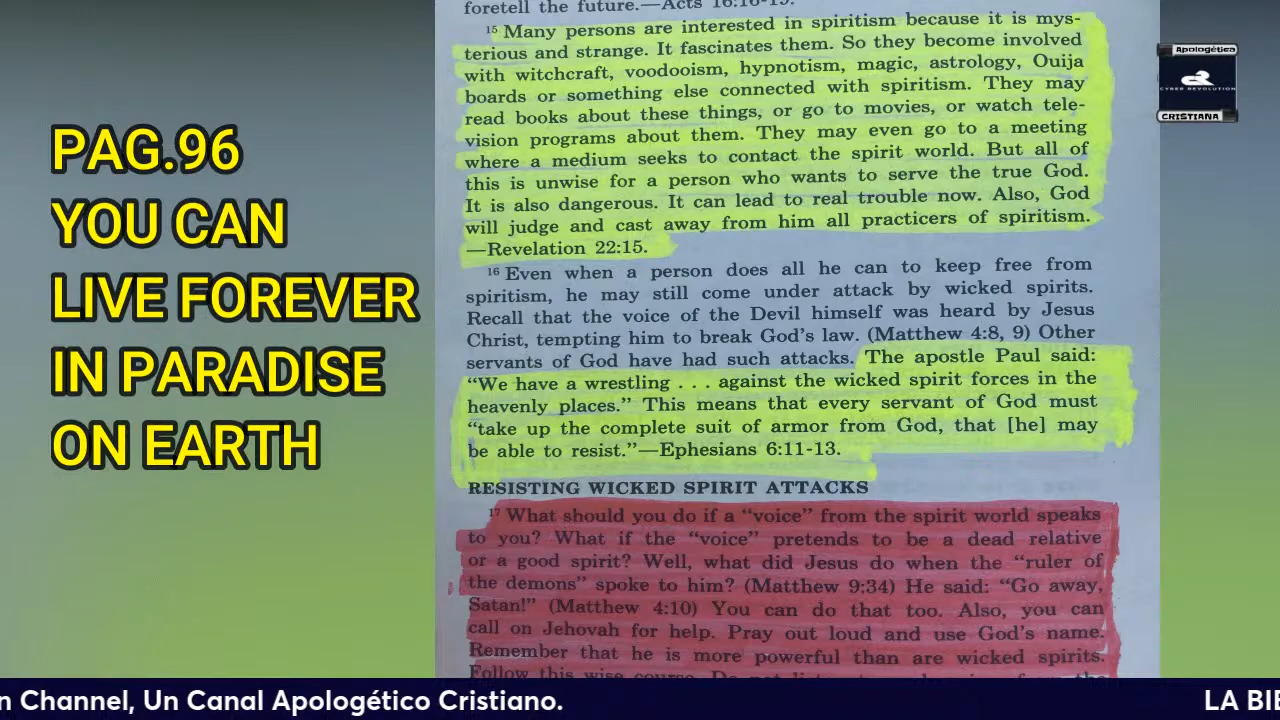 PAG.96
YOU CAN
LIVE FOREVER
IN PARADISE
ON EARTH
foretell the future.—Acts 16:16-19.
15 Many persons are interested in spiritism because it is mys-
terious and strange. It fascinates them. So they become involved
with witchcraft, voodooism, hypnotism, magic, astrology, Ouija
boards or something else connected with spiritism. They may
read books about these things, or go to movies, or watch tele-
vision programs about them. They may even go to a meeting
where a medium seeks to contact the spirit world. But all of
this is unwise for a person who wants to serve the true God.
It is also dangerous. It can lead to real trouble now. Also, God
will judge and cast away from him all practicers of spiritism.
—Revelation 22:15.
16 Even when a person does all he can to keep free from
spiritism, he may still come under attack by wicked spirits.
Recall that the voice of the Devil himself was heard by Jesus
Christ, tempting him to break God's law. (Matthew 4:8, 9) Other
servants of God have had such attacks. The apostle Paul said:
“We have a wrestling . . . against the wicked spirit forces in the
heavenly places.” This means that every servant of God must
“take up the complete suit of armor from God, that [he] may
be able to resist.”—Ephesians 6:11-13.
RESISTING WICKED SPIRIT ATTACKS
17 What should you do if a “voice” from the spirit world speaks
to you? What if the “voice” pretends to be a dead relative
or a good spirit? Well, what did Jesus do when the “ruler of
the demons” spoke to him? (Matthew 9:34) He said: “Go away,
Satan!” (Matthew 4:10) You can do that too. Also, you can
call on Jehovah for help. Pray out loud and use God's name.
Remember that he is more powerful than are wicked spirits.
Follow this wise course. Do not
Apologética
CR
CYBER REVOLUTION
CRISTIANA
n Channel, Un Canal Apologético Cristiano.
LA BI